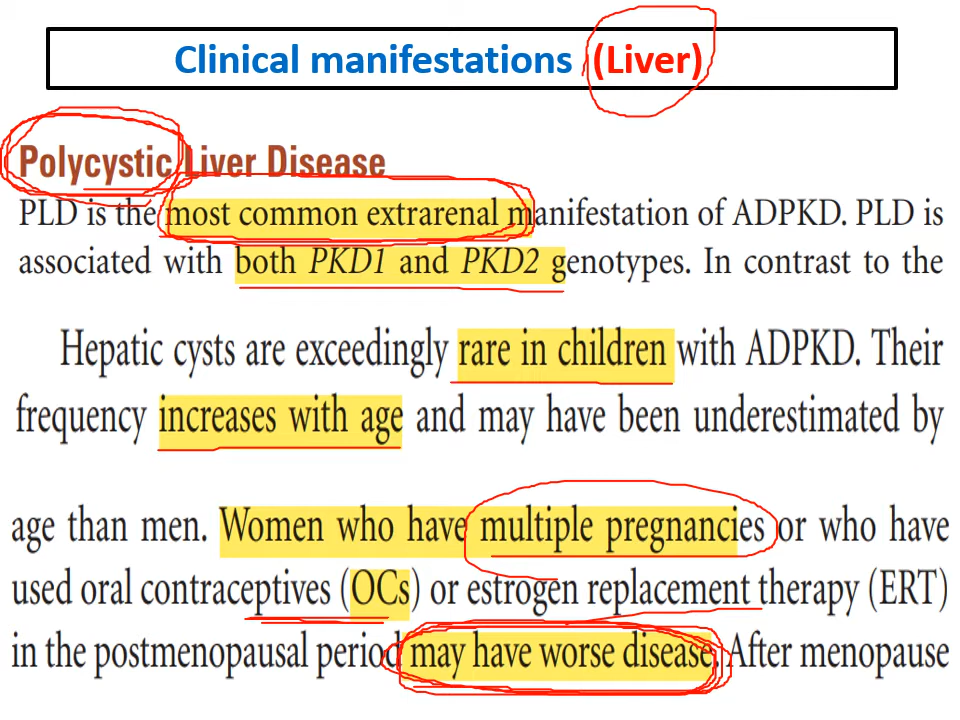 Clinical manifestations (Liver)
Polycystic Liver Disease
PLD is the most common extrarenal manifestation of ADPKD. PLD is
associated with both PKD1 and PKD2 genotypes. In contrast to the
Hepatic cysts are exceedingly rare in children with ADPKD. Their
frequency increases with age and may have been underestimated by
age than men. Women who have multiple pregnancies or who have
used oral contraceptives (OCs) or estrogen replacement therapy (ERT)
in the postmenopausal period may have worse disease. After menopause